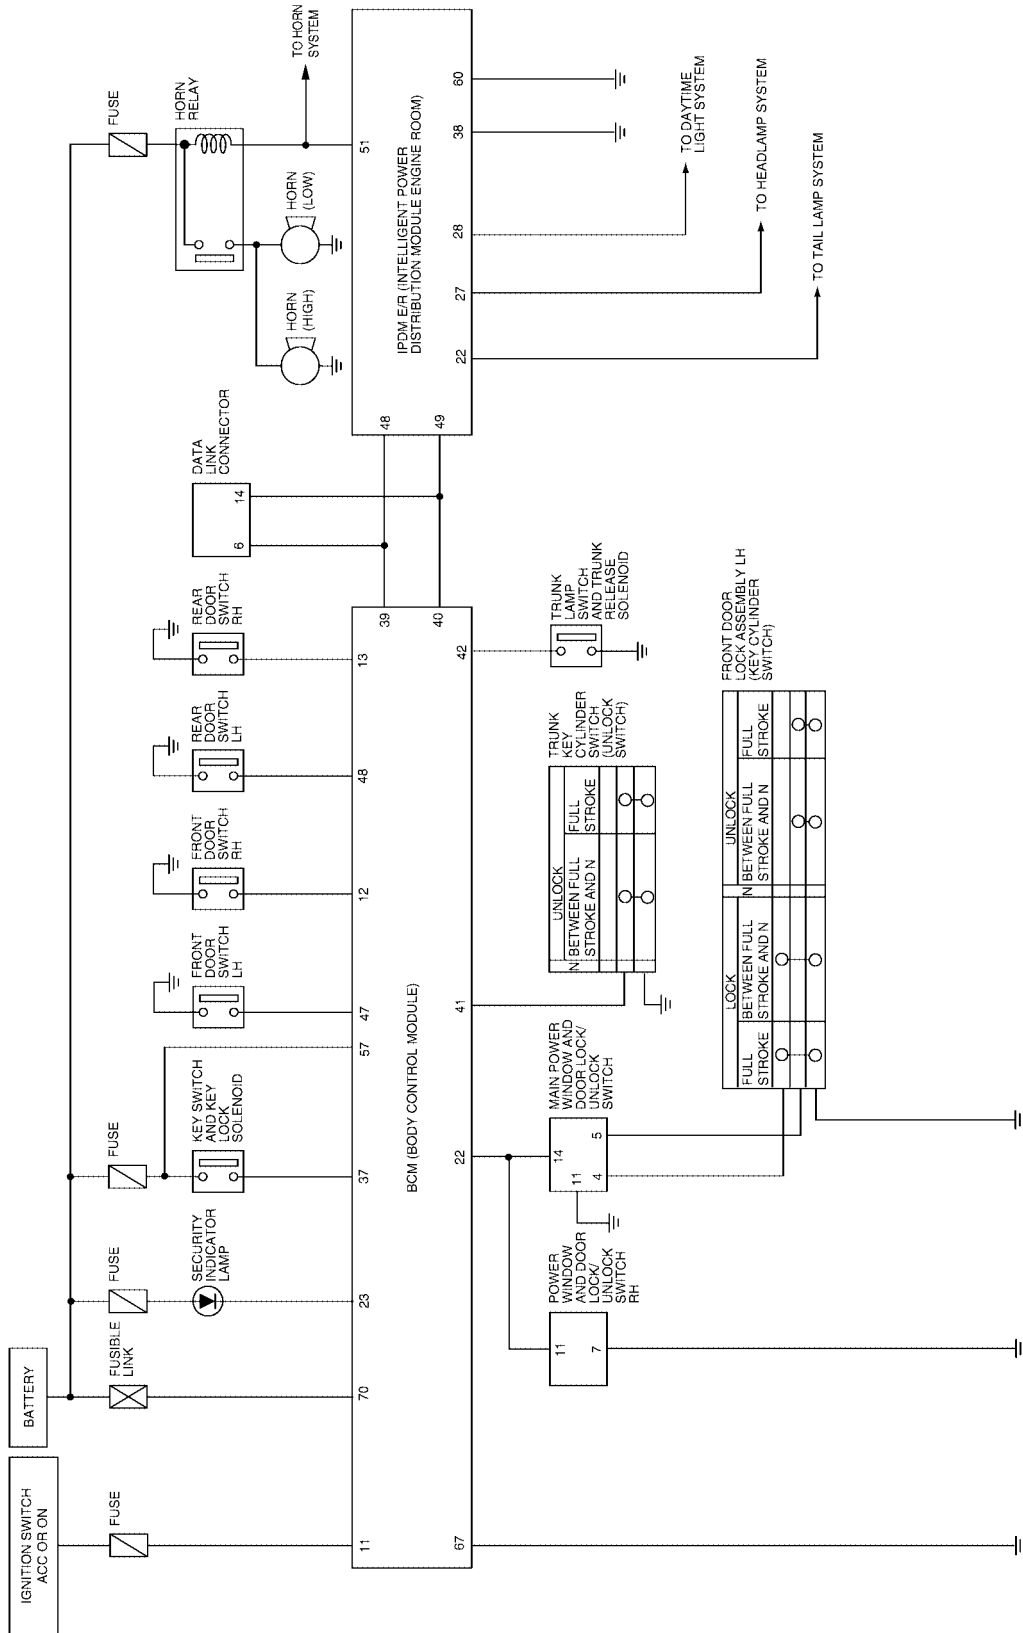 IGNITION SWITCH
ACC OR ON
BATTERY
FUSE
FUSIBLE
LINK
FUSE
FUSE
FUSE
SECURITY
INDICATOR
LAMP
KEY SWITCH
AND KEY
LOCK
SOLENOID
FRONT
DOOR
SWITCH
LH
FRONT
DOOR
SWITCH
RH
REAR
DOOR
SWITCH
LH
REAR
DOOR
SWITCH
RH
DATA
LINK
CONNECTOR
6
14
HORN
RELAY
HORN
(HIGH)
HORN
(LOW)
TO HORN
SYSTEM
11
70
23
37
57
47
12
48
13
39
40
BCM (BODY CONTROL MODULE)
67
22
41
42
51
48
49
IPDM E/R (INTELLIGENT POWER
DISTRIBUTION MODULE ENGINE ROOM)
22
27
28
38
60
TO DAYTIME
LIGHT SYSTEM
TO HEADLAMP SYSTEM
TO TAIL LAMP SYSTEM
POWER
WINDOW
AND DOOR
LOCK/
UNLOCK
SWITCH
RH
11
7
MAIN POWER
WINDOW AND
DOOR LOCK/
UNLOCK
SWITCH
14
11
4
5
TRUNK
KEY
CYLINDER
SWITCH
(UNLOCK
SWITCH)
UNLOCK
N
BETWEEN FULL
STROKE AND N
FULL
STROKE
TRUNK
LAMP
SWITCH
AND TRUNK
RELEASE
SOLENOID
FRONT DOOR
LOCK ASSEMBLY LH
(KEY CYLINDER
SWITCH)
LOCK
UNLOCK
FULL
STROKE
BETWEEN FULL
STROKE AND N
N
BETWEEN FULL
STROKE AND N
FULL
STROKE